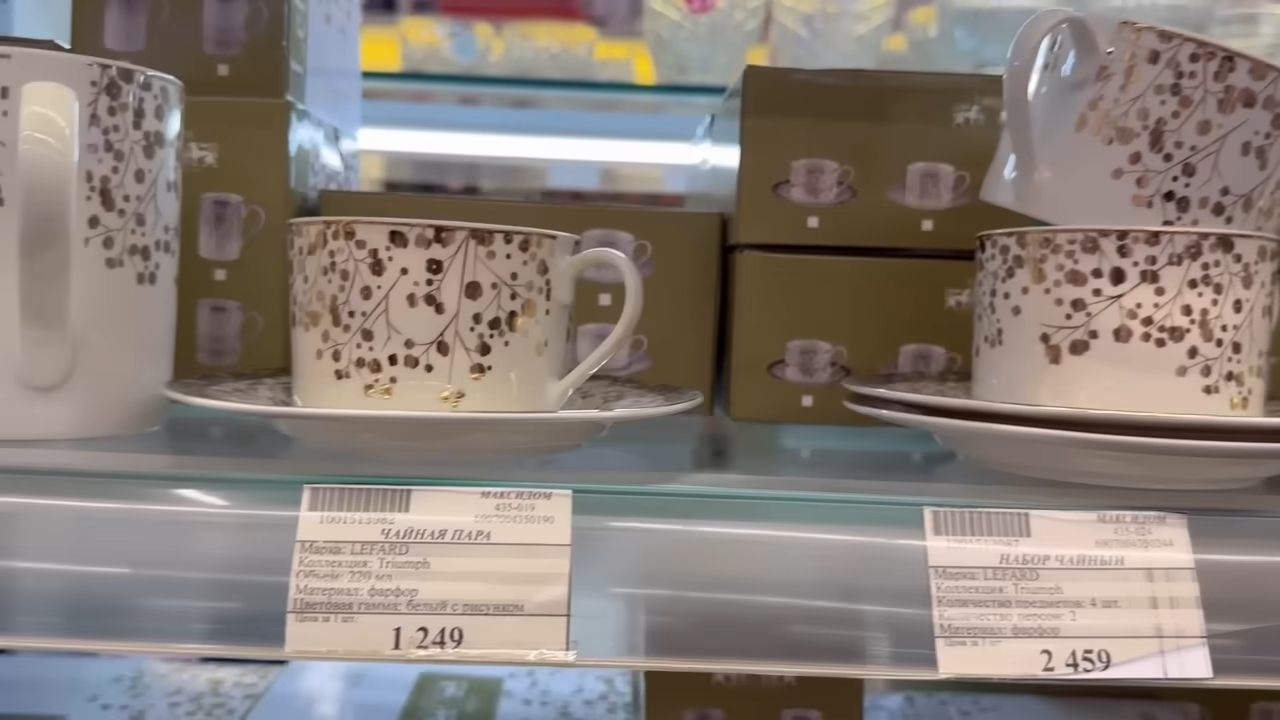 МАКСИДОМ
435-019
1001513982
ЧАЙНАЯ ПАРА
Марка: LEFARD
Коллекция: Triumph
Объем: 220 мл
Материал: фарфор
Цветовая гамма: белый с рисунком
Цена за 1 шт.:
1 249
МАКСИДОМ
НАБОР ЧАЙНЫЙ
Марка: LEFARD
Коллекция: Triumph
Количество предметов: 4 шт.
Количество персон: 2
Материал: фарфор
2 459